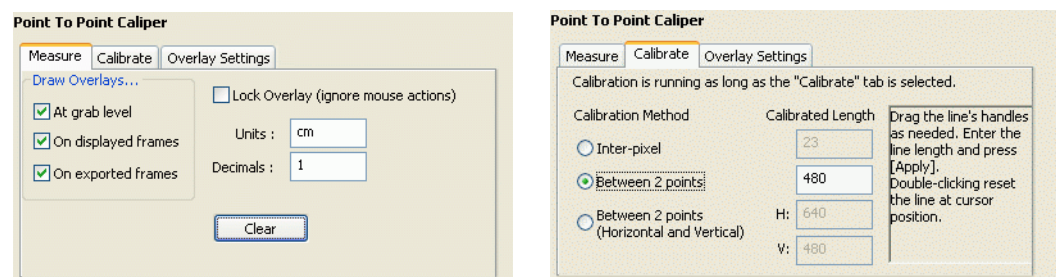 Point To Point Caliper
Measure Calibrate Overlay Settings
Draw Overlays...
At grab level
On displayed frames
On exported frames
Lock Overlay (ignore mouse actions)
Units : cm
Decimals : 1
Clear
Point To Point Caliper
Measure Calibrate Overlay Settings
Calibration is running as long as the "Calibrate" tab is selected.
Calibration Method
Calibrated Length
Inter-pixel 23
Between 2 points 480
Between 2 points
(Horizontal and Vertical)
H: 640
V: 480
Drag the line's handles
as needed. Enter the
line length and press
[Apply].
Double-clicking reset
the line at cursor
position.